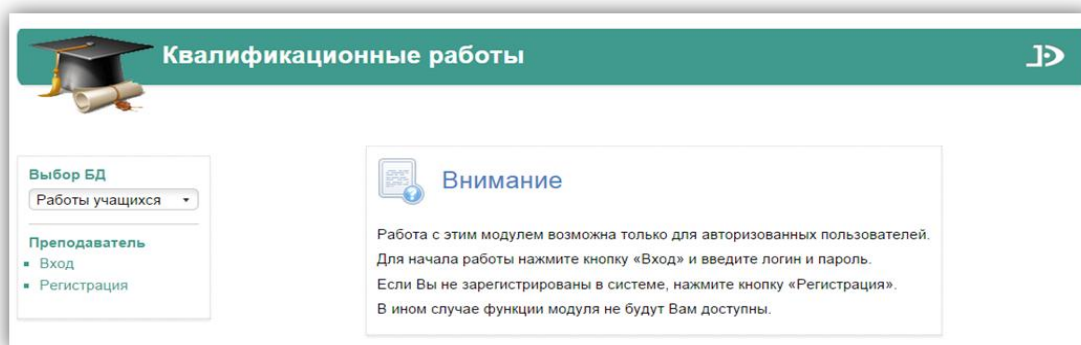 Квалификационные работы
Выбор БД
Работы учащихся
Преподаватель
Вход
Регистрация
Внимание
Работа с этим модулем возможна только для авторизованных пользователей.
Для начала работы нажмите кнопку «Вход» и введите логин и пароль.
Если Вы не зарегистрированы в системе, нажмите кнопку «Регистрация».
В ином случае функции модуля не будут Вам доступны.